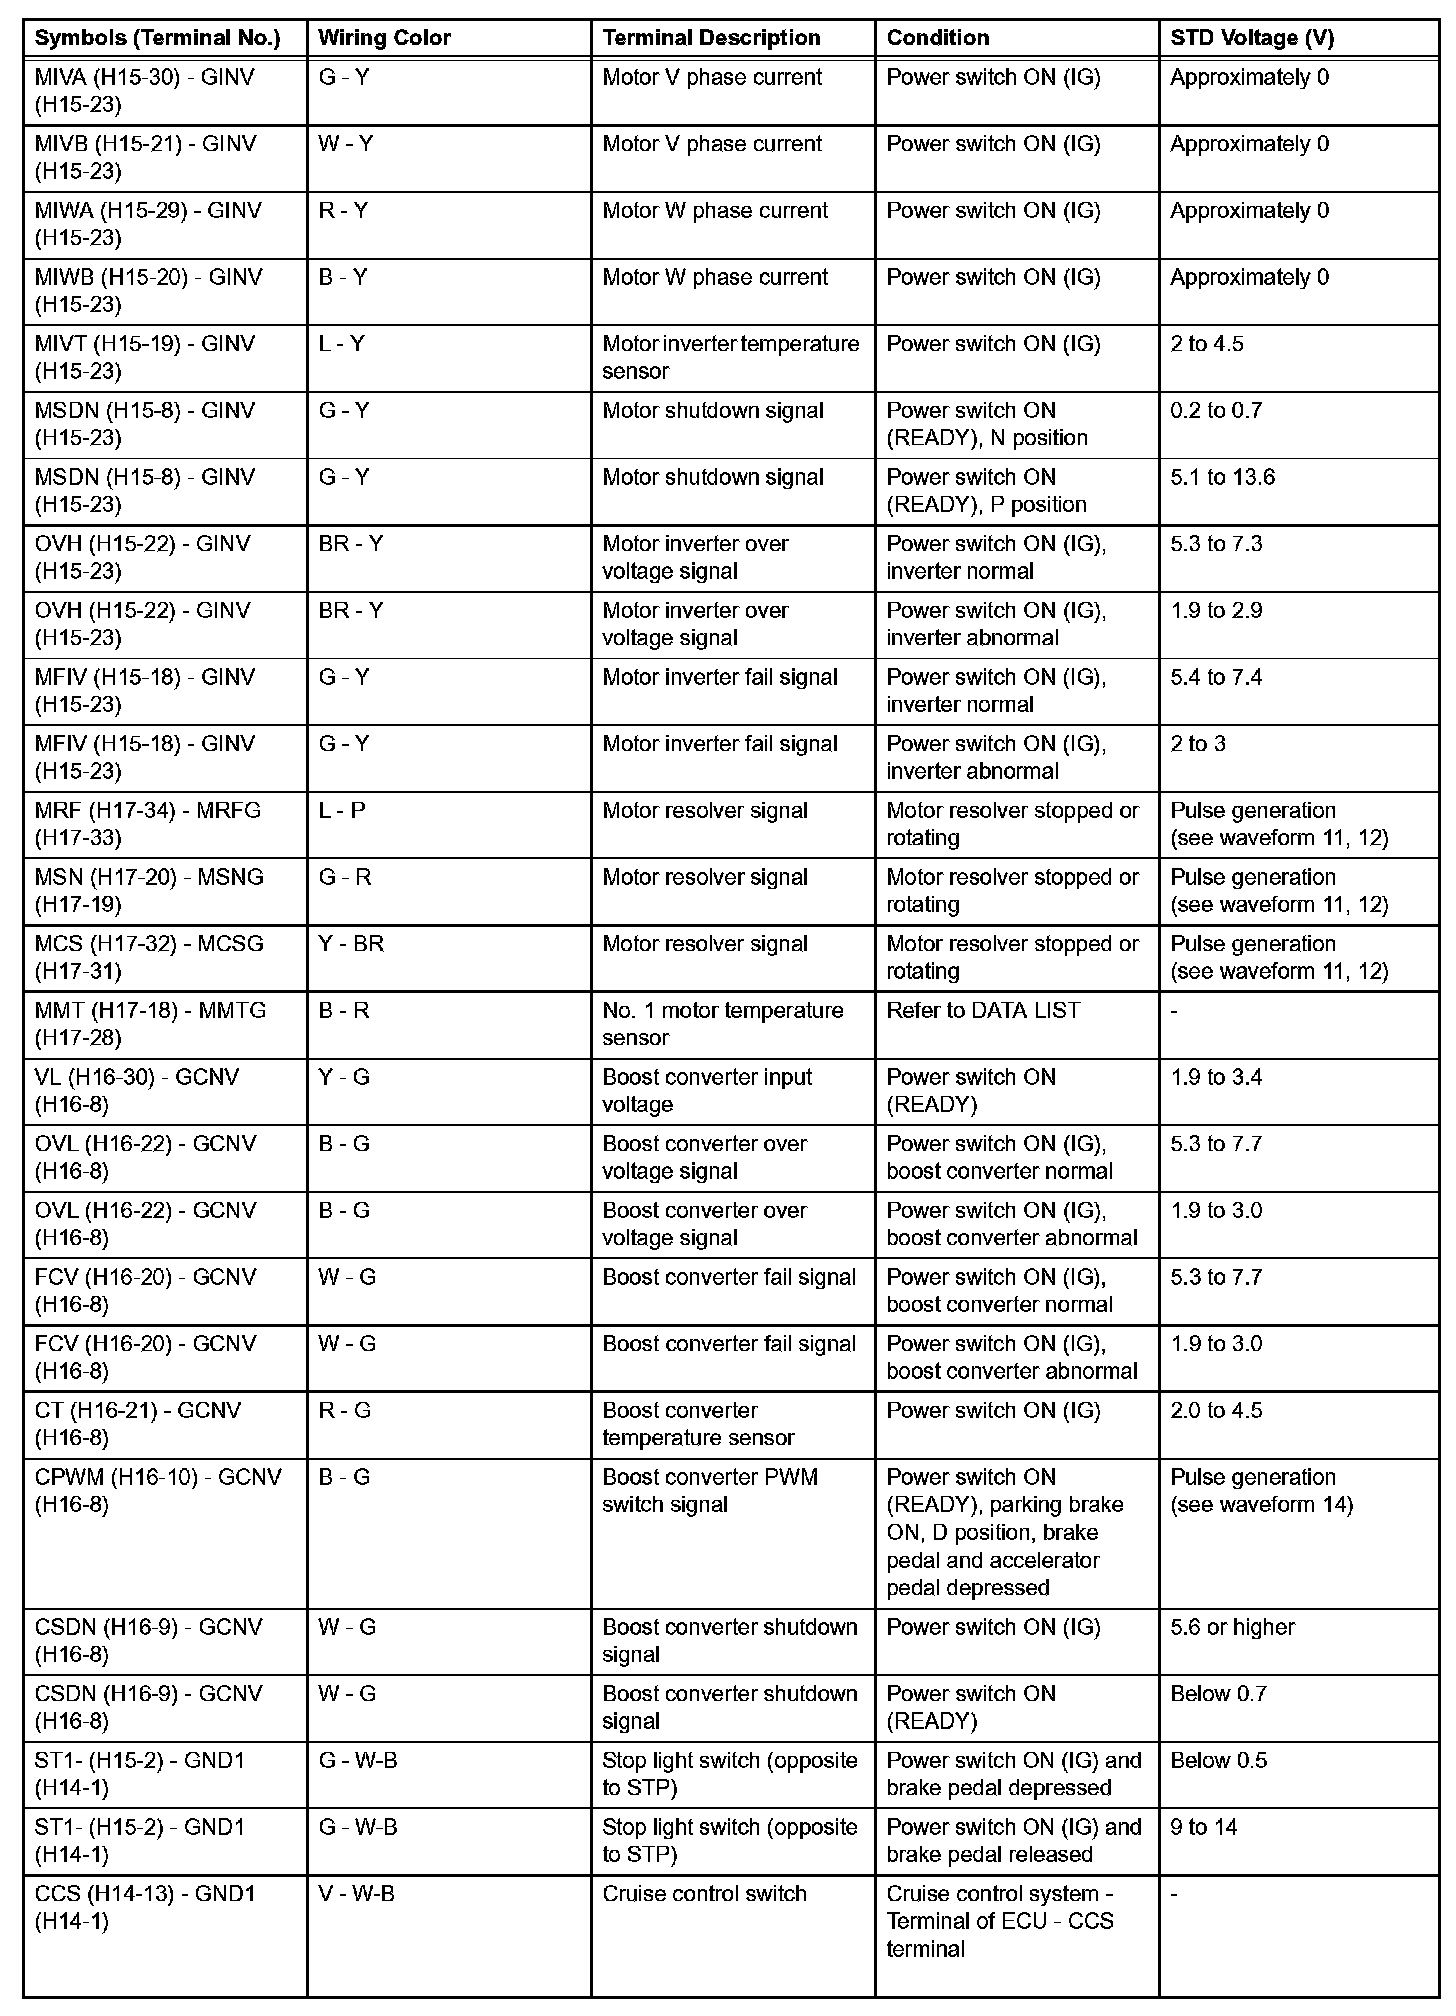 Symbols (Terminal No.) Wiring Color Terminal Description Condition STD Voltage (V)
MIVA (H15-30) - GINV G - Y Motor V phase current Power switch ON (IG) Approximately 0
(H15-23)
MIVB (H15-21) - GINV W - Y Motor V phase current Power switch ON (IG) Approximately 0
(H15-23)
MIWA (H15-29) - GINV R - Y Motor W phase current Power switch ON (IG) Approximately 0
(H15-23)
MIWB (H15-20) - GINV B - Y Motor W phase current Power switch ON (IG) Approximately 0
(H15-23)
MIVT (H15-19) - GINV L - Y Motor inverter temperature Power switch ON (IG) 2 to 4.5
(H15-23) sensor
MSDN (H15-8) - GINV G - Y Motor shutdown signal Power switch ON 0.2 to 0.7
(H15-23) (READY), N position
MSDN (H15-8) - GINV G - Y Motor shutdown signal Power switch ON 5.1 to 13.6
(H15-23) (READY), P position
OVH (H15-22) - GINV BR - Y Motor inverter over Power switch ON (IG), 5.3 to 7.3
(H15-23) voltage signal inverter normal
OVH (H15-22) - GINV BR - Y Motor inverter over Power switch ON (IG), 1.9 to 2.9
(H15-23) voltage signal inverter abnormal
MFIV (H15-18) - GINV G - Y Motor inverter fail signal Power switch ON (IG), 5.4 to 7.4
(H15-23) inverter normal
MFIV (H15-18) - GINV G - Y Motor inverter fail signal Power switch ON (IG), 2 to 3
(H15-23) inverter abnormal
MRF (H17-34) - MRFG L - P Motor resolver signal Motor resolver stopped or Pulse generation
(H17-33) rotating (see waveform 11, 12)
MSN (H17-20) - MSNG G - R Motor resolver signal Motor resolver stopped or Pulse generation
(H17-19) rotating (see waveform 11, 12)
MCS (H17-32) - MCSG Y - BR Motor resolver signal Motor resolver stopped or Pulse generation
(H17-31) rotating (see waveform 11, 12)
MMT (H17-18) - MMTG B - R No. 1 motor temperature Refer to DATA LIST -
(H17-28) sensor
VL (H16-30) - GCNV Y - G Boost converter input Power switch ON 1.9 to 3.4
(H16-8) voltage (READY)
OVL (H16-22) - GCNV B - G Boost converter over Power switch ON (IG), 5.3 to 7.7
(H16-8) voltage signal boost converter normal
OVL (H16-22) - GCNV B - G Boost converter over Power switch ON (IG), 1.9 to 3.0
(H16-8) voltage signal boost converter abnormal
FCV (H16-20) - GCNV W - G Boost converter fail signal Power switch ON (IG), 5.3 to 7.7
(H16-8) boost converter normal
FCV (H16-20) - GCNV W - G Boost converter fail signal Power switch ON (IG), 1.9 to 3.0
(H16-8) boost converter abnormal
CT (H16-21) - GCNV R - G Boost converter Power switch ON (IG) 2.0 to 4.5
(H16-8) temperature sensor
CPWM (H16-10) - GCNV B - G Boost converter PWM Power switch ON Pulse generation
(H16-8) switch signal (READY), parking brake (see waveform 14)
ON, D position, brake
pedal and accelerator
pedal depressed
CSDN (H16-9) - GCNV W - G Boost converter shutdown Power switch ON (IG) 5.6 or higher
(H16-8) signal
CSDN (H16-9) - GCNV W - G Boost converter shutdown Power switch ON Below 0.7
(H16-8) signal (READY)
ST1- (H15-2) - GND1 G - W-B Stop light switch (opposite Power switch ON (IG) and Below 0.5
(H14-1) to STP) brake pedal depressed
ST1- (H15-2) - GND1 G - W-B Stop light switch (opposite Power switch ON (IG) and 9 to 14
(H14-1) to STP) brake pedal released
CCS (H14-13) - GND1 V - W-B Cruise control switch Cruise control system - -
(H14-1) Terminal of ECU - CCS
terminal